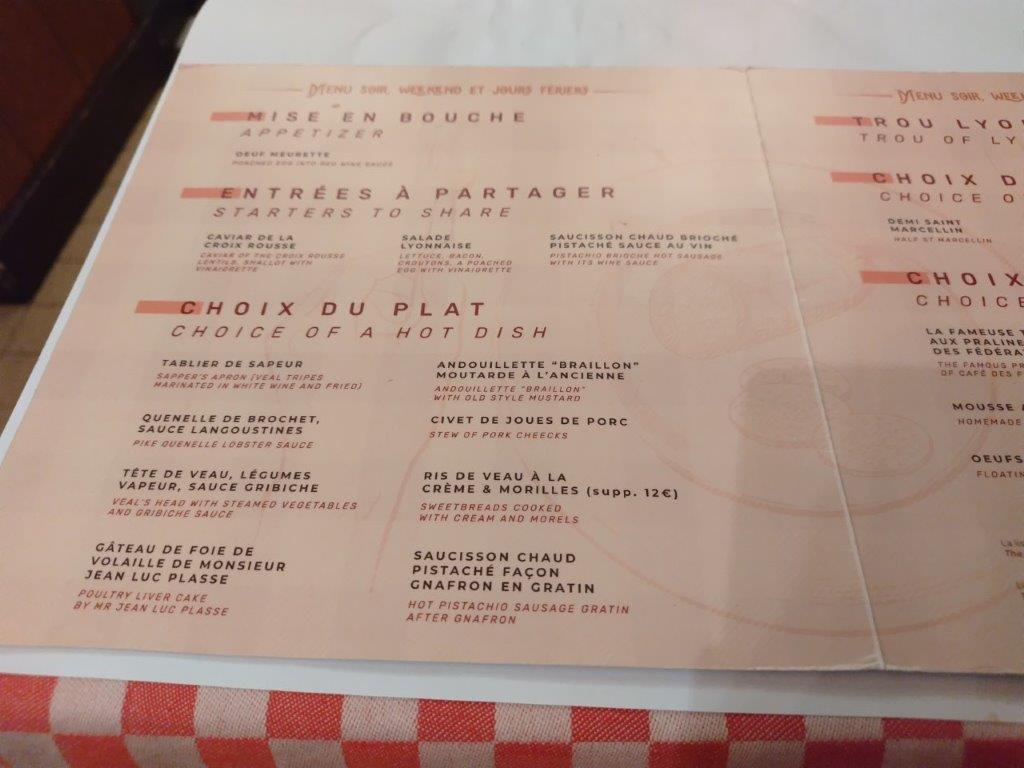 MENU SOIR, WEEKEND ET JOURS FÉRIERS
MISE EN BOUCHE
APPETIZER
OEUF MEURETTE
POACHED EGG INTO RED WINE SAUCE
ENTRÉES À PARTAGER
STARTERS TO SHARE
CAVIAR DE LA
CROIX ROUSSE
CAVIAR OF THE CROIX ROUSSE
LENTILS, SHALLOT WITH
VINAIGRETTE
SALADE
LYONNAISE
LETTUCE, BACON,
CROUTONS, A POACHED
EGG WITH VINAIGRETTE
SAUCISSON CHAUD BRIOCHÉ
PISTACHÉ SAUCE AU VIN
PISTACHIO BRIOCHE HOT SAUSAGE
WITH ITS WINE SAUCE
CHOIX DU PLAT
CHOICE OF A HOT DISH
TABLIER DE SAPEUR
SAPPER'S APRON (VEAL TRIPES
MARINATED IN WHITE WINE AND FRIED)
QUENELLE DE BROCHET,
SAUCE LANGOUSTINES
PIKE QUENELLE LOBSTER SAUCE
TÊTE DE VEAU, LÉGUMES
VAPEUR, SAUCE GRIBICHE
VEAL'S HEAD WITH STEAMED VEGETABLES
AND GRIBICHE SAUCE
GÂTEAU DE FOIE DE
VOLAILLE DE MONSIEUR
JEAN LUC PLASSE
POULTRY LIVER CAKE
BY MR JEAN LUC PLASSE
ANDOUILLETTE "BRAILLON"
MOUTARDE À L'ANCIENNE
ANDOUILLETTE "BRAILLON"
WITH OLD STYLE MUSTARD
CIVET DE JOUES DE PORC
STEW OF PORK CHEECKS
RIS DE VEAU À LA
CRÈME & MORILLES (supp. 12€)
SWEETBREADS COOKED
WITH CREAM AND MORELS
SAUCISSON CHAUD
PISTACHÉ FAÇON
GNAFRON EN GRATIN
HOT PISTACHIO SAUSAGE GRATIN
AFTER GNAFRON
MENU SOIR, WEEK
TROU LYO
TROU OF LY
CHOIX D
CHOICE O
DEMI SAINT
MARCELLIN
HALF ST MARCELLIN
CHOIX
CHOICE
LA FAMEUSE T
AUX PRALINE
DES FÉDÉRA
THE FAMOUS PR
OF CAFÉ DES F
MOUSSE A
HOMEMADE
OEUFS
FLOATIN